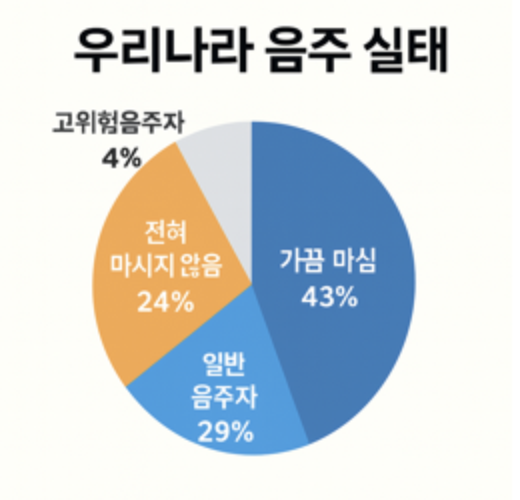 우리나라 음주 실태
고위험음주자
4%
가끔 마심
43%
전혀
마시지 않음
24%
일반
음주자
29%